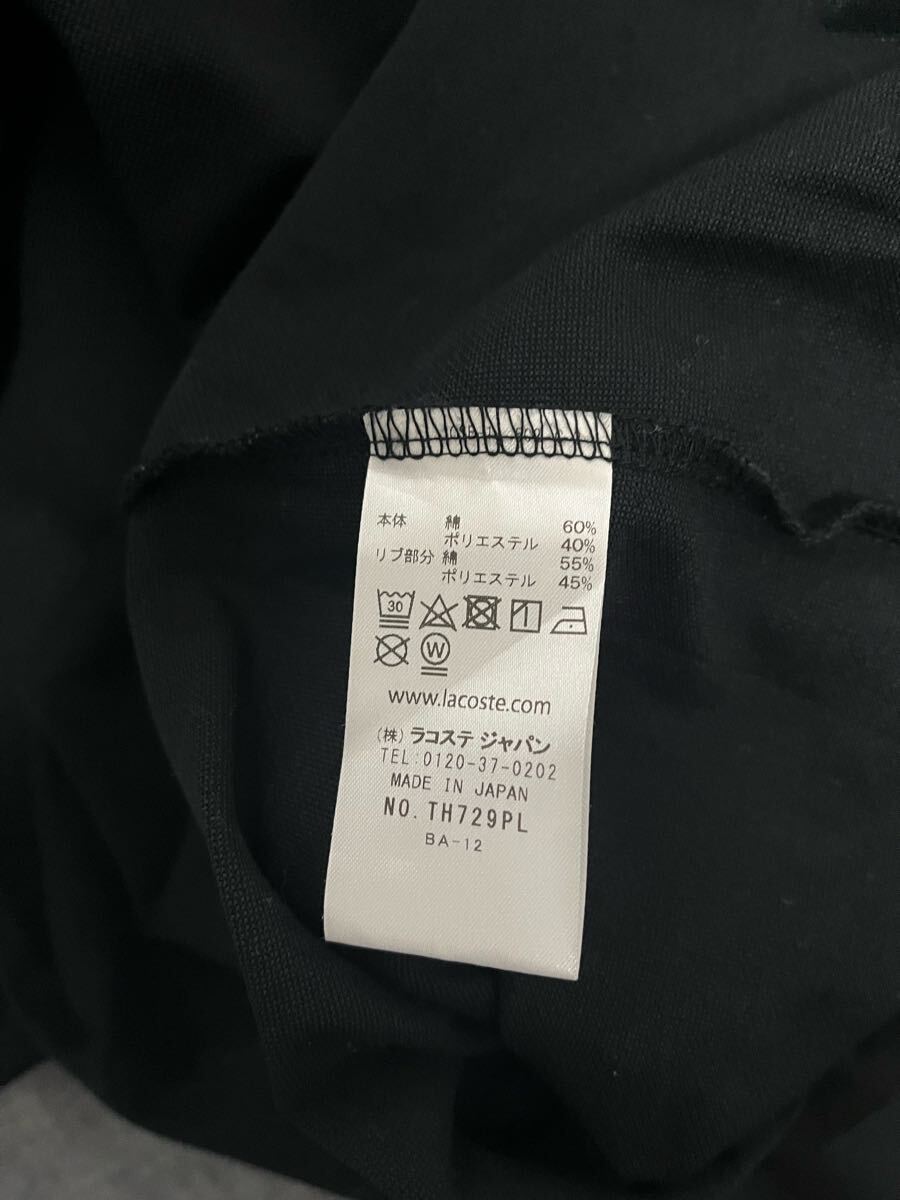 本体 綿 60%
ポリエステル 40%
リブ部分 綿 55%
ポリエステル 45%
30
W
www.lacoste.com
(株) ラコステ ジャパン
TEL:0120-37-0202
MADE IN JAPAN
NO. TH729PL
BA-12